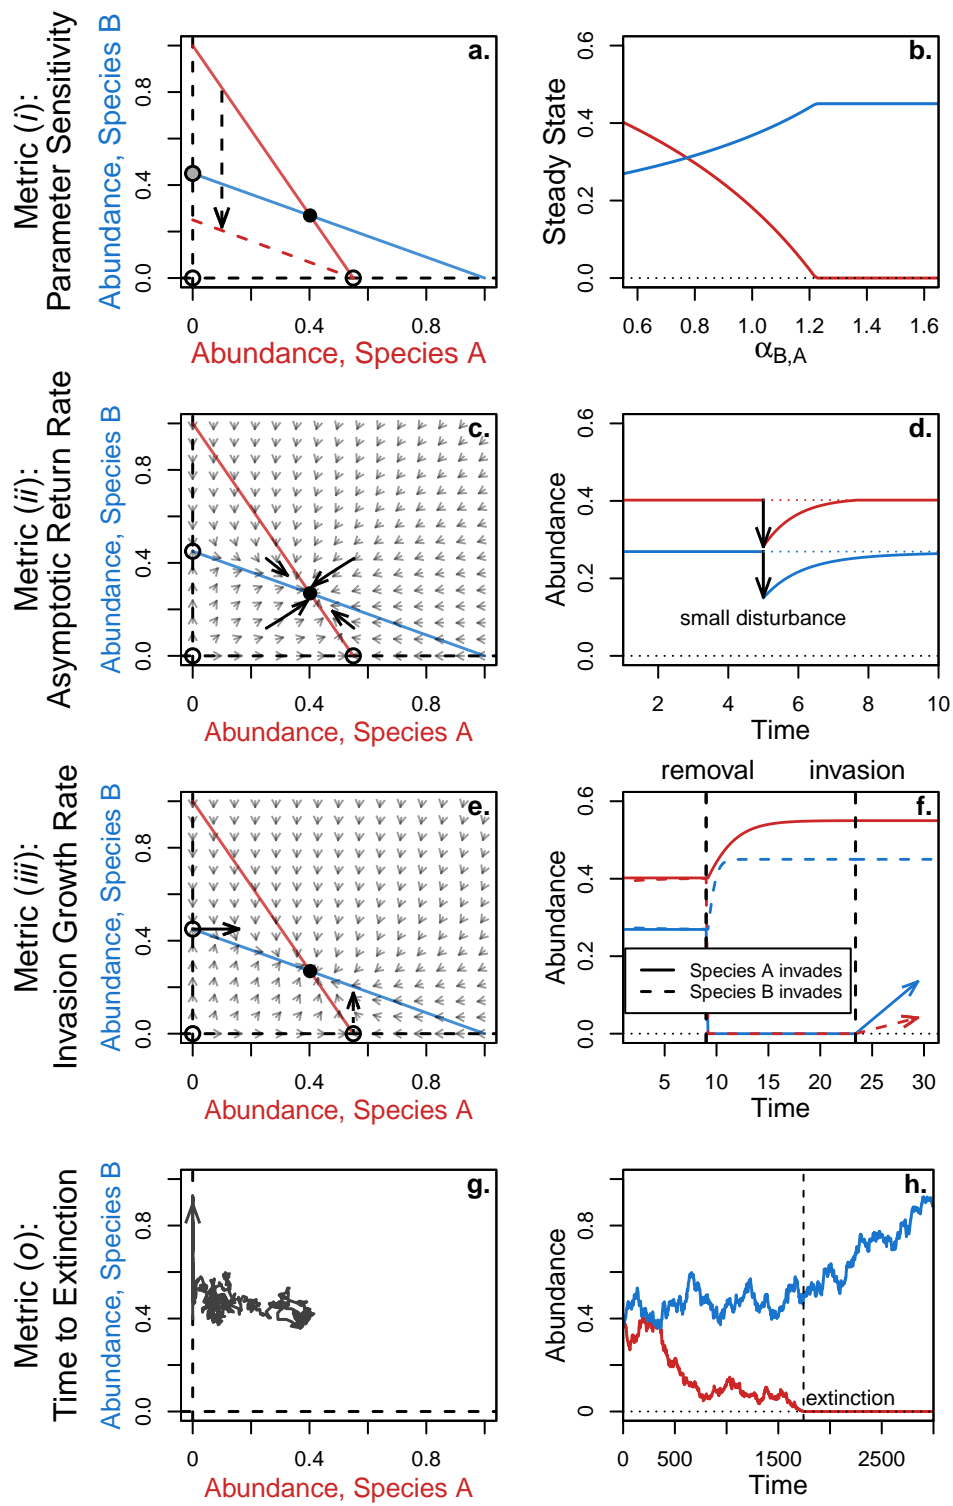 Metric (i):
Parameter Sensitivity
Abundance, Species B
0.0 0.4 0.8
a.
0 0.4 0.8
Abundance, Species A
Steady State
0.0 0.2 0.4 0.6
b.
0.6 0.8 1.0 1.2 1.4 1.6
αB,A
Metric (ii):
Asymptotic Return Rate
Abundance, Species B
0.0 0.4 0.8
c.
0 0.4 0.8
Abundance, Species A
Abundance
0.0 0.2 0.4 0.6
d.
small disturbance
2 4 6 8 10
Time
Metric (iii):
Invasion Growth Rate
Abundance, Species B
0.0 0.4 0.8
e.
0 0.4 0.8
Abundance, Species A
removal invasion
Abundance
0.0 0.2 0.4 0.6
f.
Species A invades
Species B invades
5 10 15 20 25 30
Time
Metric (o):
Time to Extinction
Abundance, Species B
0.0 0.4 0.8
g.
0 0.4 0.8
Abundance, Species A
Abundance
0 0.4 0.8
h.
extinction
0 500 1500 2500
Time